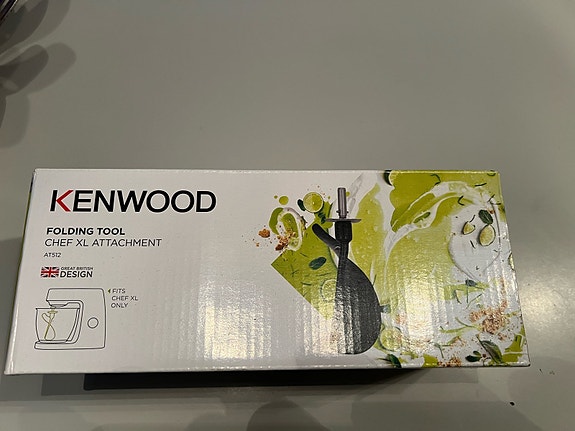 KENWOOD
FOLDING TOOL
CHEF XL ATTACHMENT
AT512
GREAT BRITISH
DESIGN
FITS
CHEF XL
ONLY